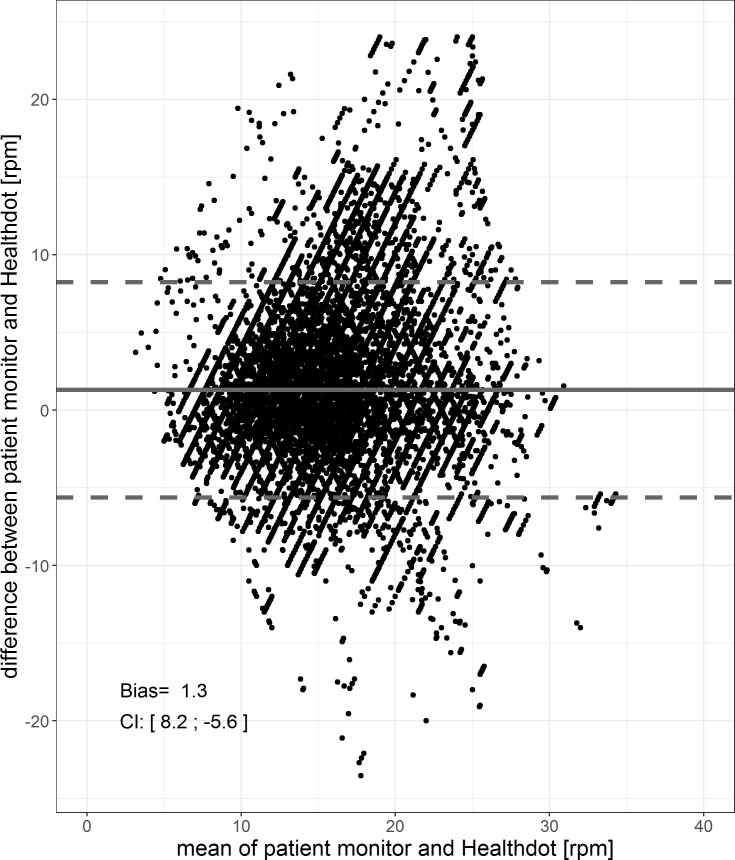 difference between patient monitor and Healthdot [rpm]
20
10
0
-10
-20
Bias= 1.3
CI: [ 8.2 ; -5.6 ]
0 10 20 30 40
mean of patient monitor and Healthdot [rpm]